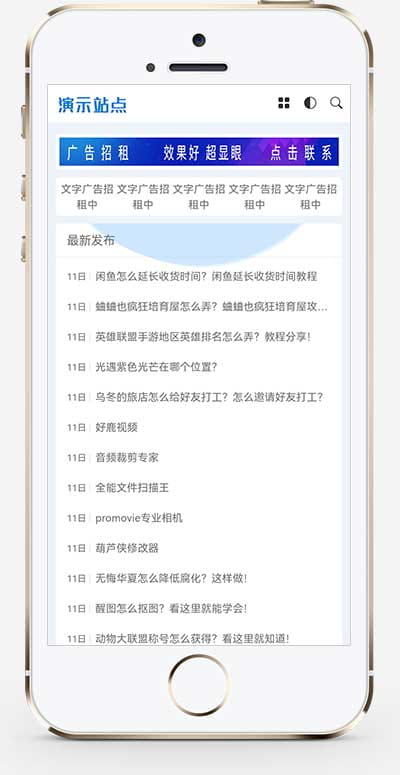 演示站点
广告招租 效果好 超显眼 点击联系
文字广告招 文字广告招 文字广告招 文字广告招 文字广告招
租中 租中 租中 租中 租中
最新发布
11日 闲鱼怎么延长收货时间？闲鱼延长收货时间教程
11日 蛐蛐也疯狂培育屋怎么弄？蛐蛐也疯狂培育屋攻...
11日 英雄联盟手游地区英雄排名怎么弄？教程分享！
11日 光遇紫色光芒在哪个位置？
11日 乌冬的旅店怎么给好友打工？怎么邀请好友打工？
11日 好鹿视频
11日 音频裁剪专家
11日 全能文件扫描王
11日 promovie专业相机
11日 葫芦侠修改器
11日 无悔华夏怎么降低腐化？这样做！
11日 醒图怎么抠图？看这里就能学会！
11日 动物大联盟称号怎么获得？看这里就知道！